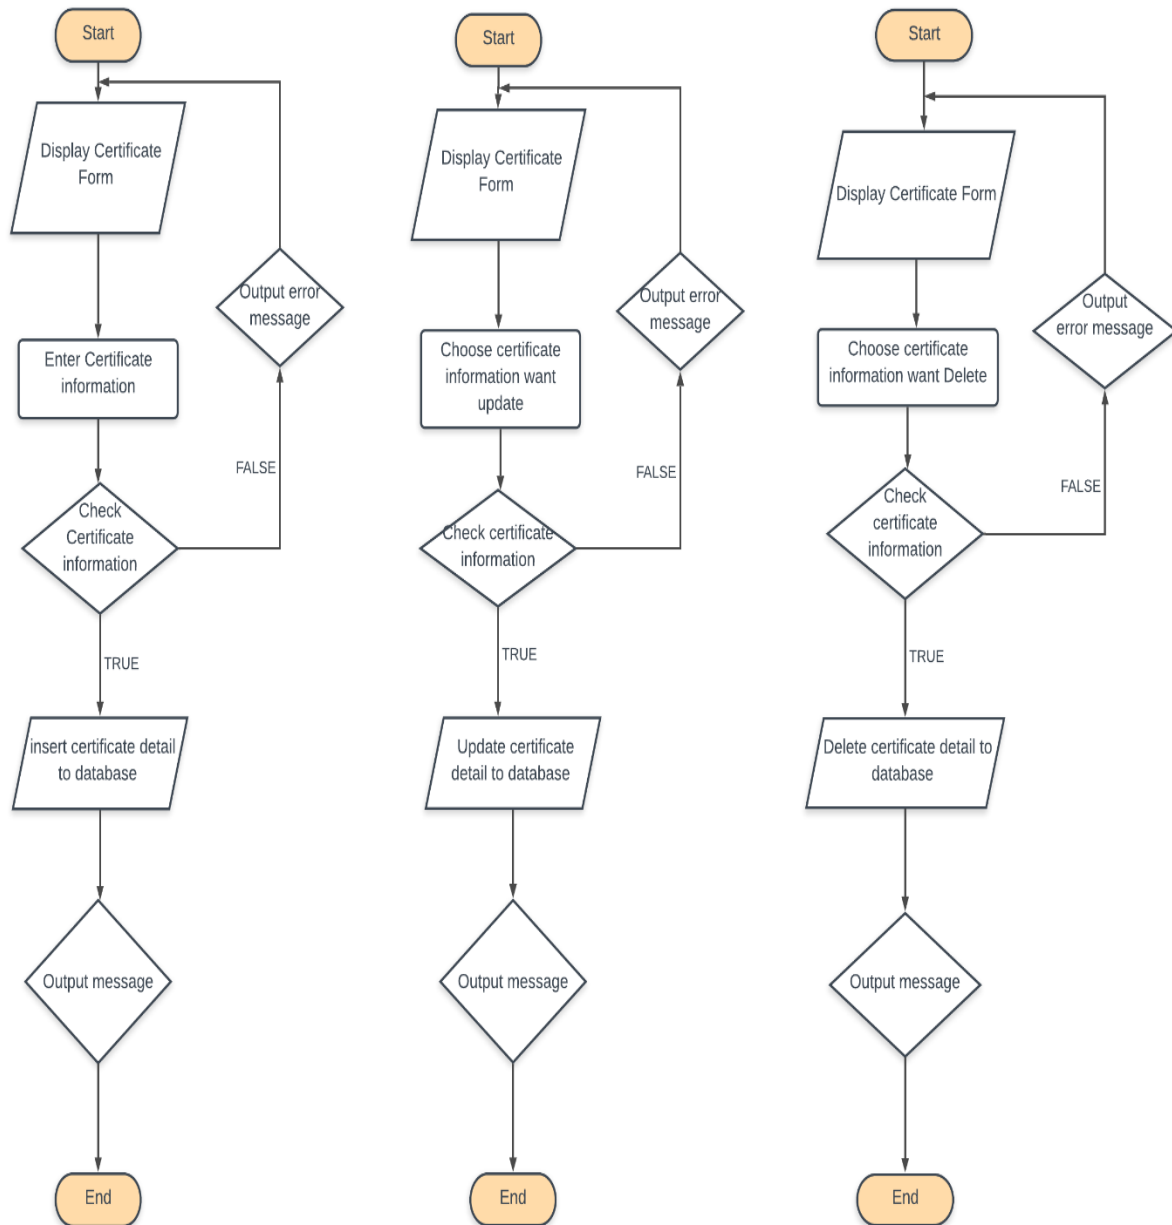 Start
Display Certificate
Form
Output error
message
Enter Certificate
information
FALSE
Check
Certificate
information
TRUE
insert certificate detail
to database
Output message
End
Start
Display Certificate
Form
Output error
message
Choose certificate
information want
update
FALSE
Check certificate
information
TRUE
Update certificate
detail to database
Output message
End
Start
Display Certificate Form
Output
error message
Choose certificate
information want Delete
FALSE
Check
certificate
information
TRUE
Delete certificate detail to
database
Output message
End